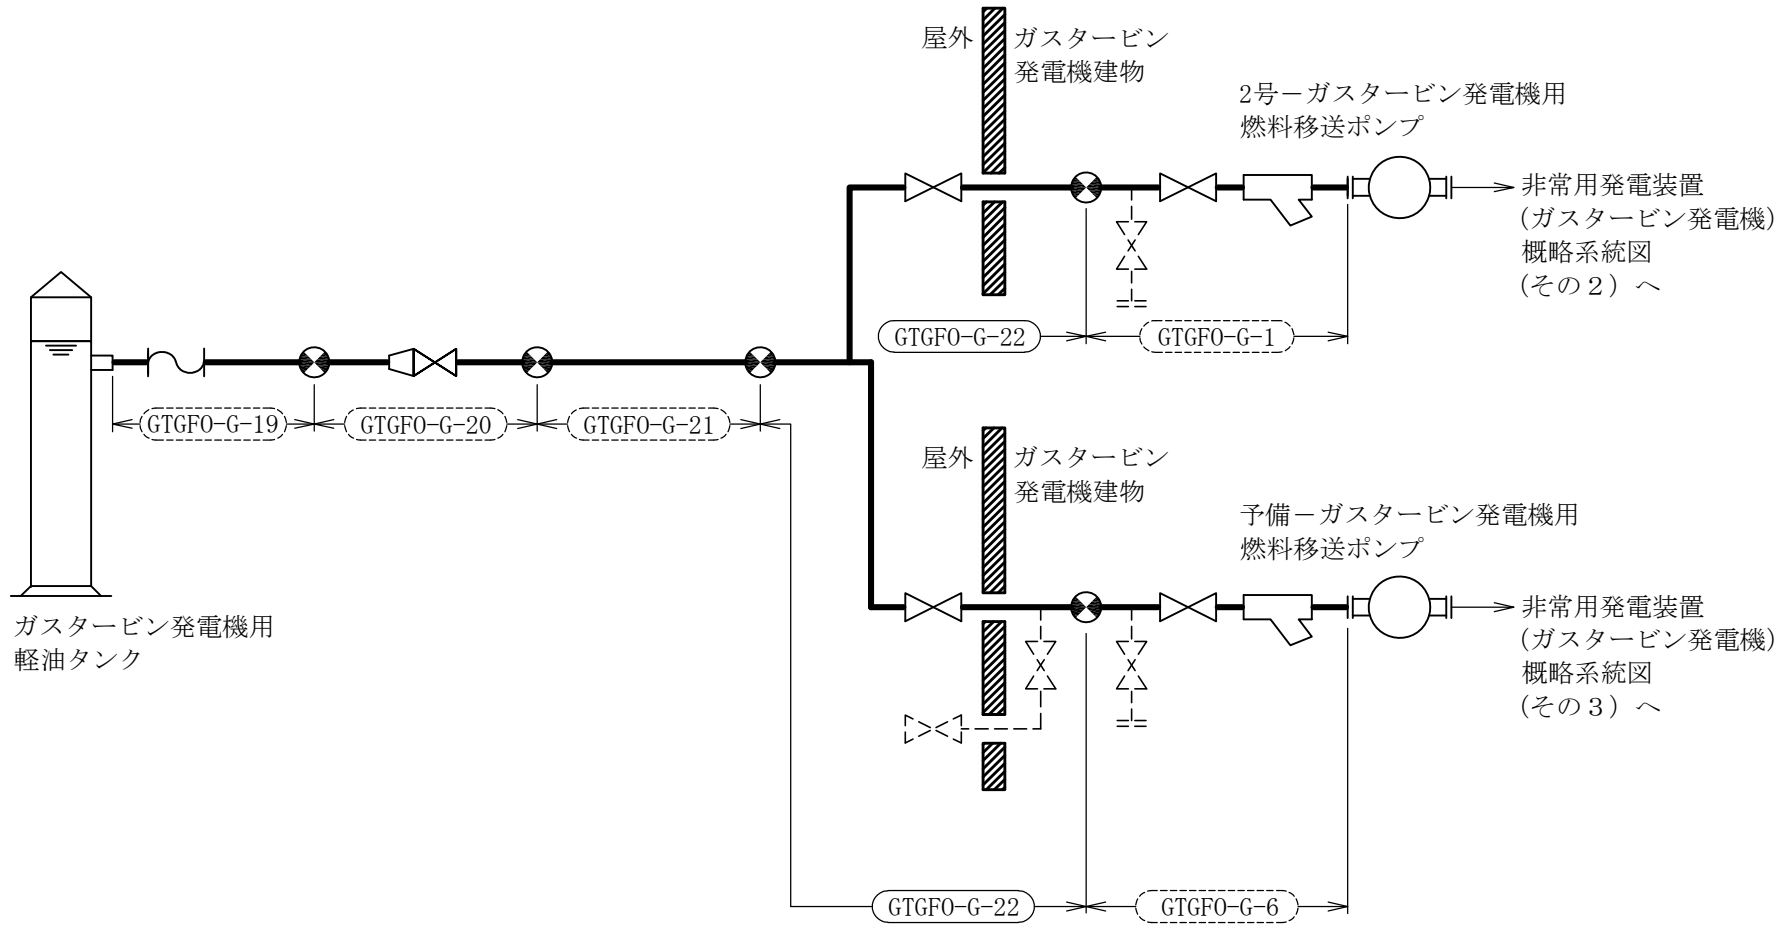 屋外
ガスタービン
発電機建物
2号－ガスタービン発電機用
燃料移送ポンプ
非常用発電装置
(ガスタービン発電機)
概略系統図
(その２) へ
GTGFO-G-22
GTGFO-G-1
GTGFO-G-19
GTGFO-G-20
GTGFO-G-21
屋外
ガスタービン
発電機建物
予備－ガスタービン発電機用
燃料移送ポンプ
非常用発電装置
(ガスタービン発電機)
概略系統図
(その３) へ
ガスタービン発電機用
軽油タンク
GTGFO-G-22
GTGFO-G-6